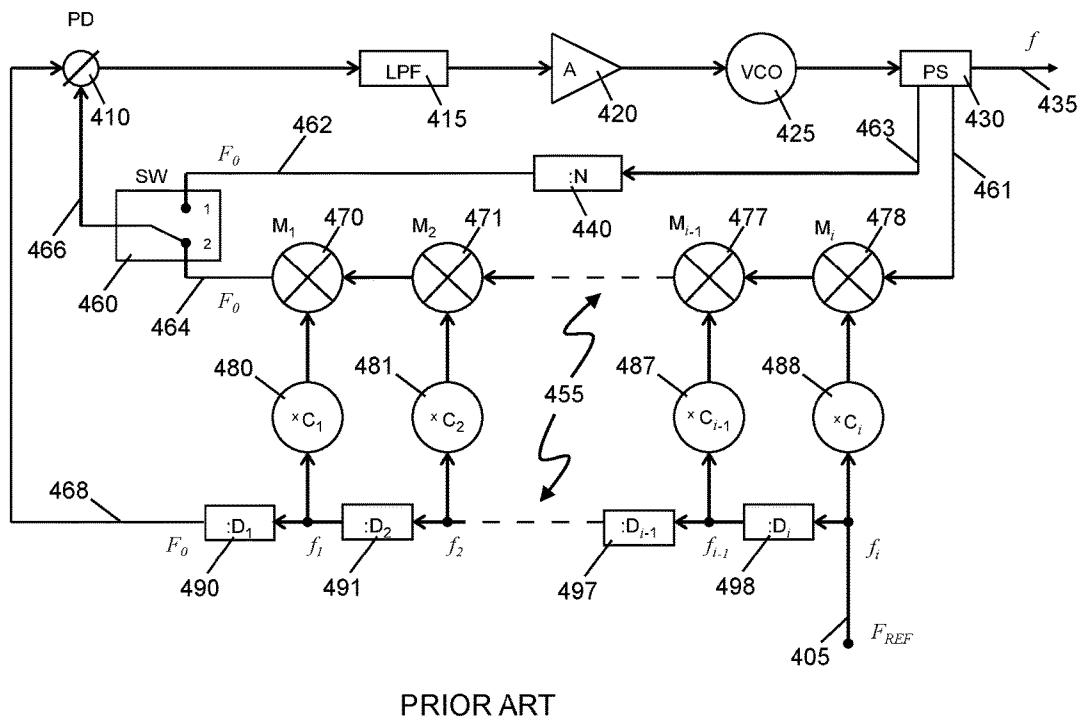 PD
LPF
A
VCO
PS
f
410
415
420
425
430
435
462
463
461
F0
:N
440
SW
1
2
466
460
464
F0
M1
470
M2
471
Mi-1
477
Mi
478
480
481
455
487
488
×C1
×C2
×Ci-1
×Ci
468
:D1
:D2
:Di-1
:Di
F0
f1
f2
fi-1
fi
490
491
497
498
405
FREF
PRIOR ART